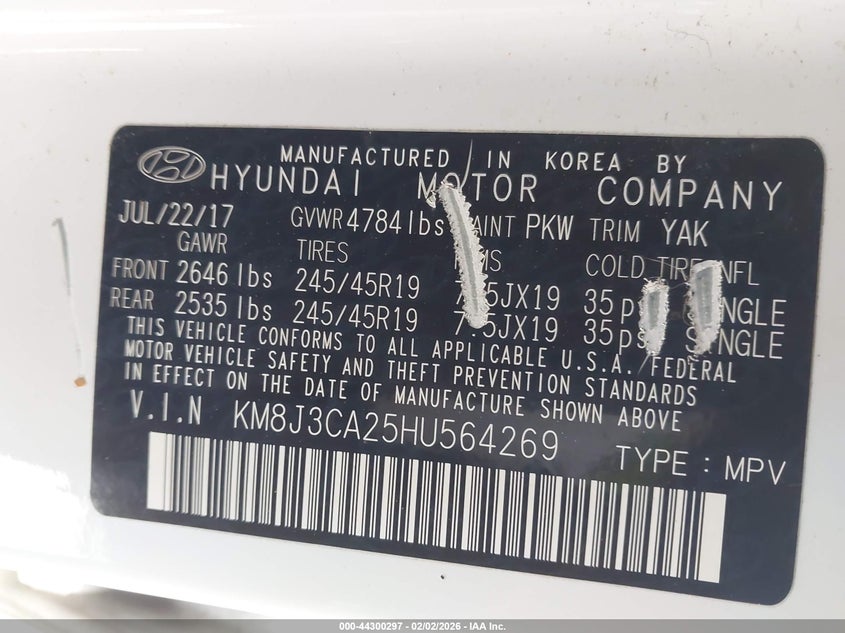 MANUFACTURED IN KOREA BY
HYUNDAI MOTOR COMPANY
JUL/22/17 GVWR 4784 lbs PKW TRIM YAK
GAWR TIRES COLD TIRE
FRONT 2646 lbs 245/45R19 35
REAR 2535 lbs 245/45R19 35
THIS VEHICLE CONFORMS TO ALL APPLICABLE U.S.A. FEDERAL
MOTOR VEHICLE SAFETY AND THEFT PREVENTION STANDARDS
IN EFFECT ON THE DATE OF MANUFACTURE SHOWN ABOVE
V.I.N KM8J3CA25HU564269 TYPE : MPV
000-44300297 - 02/02/2026 - IAA Inc.